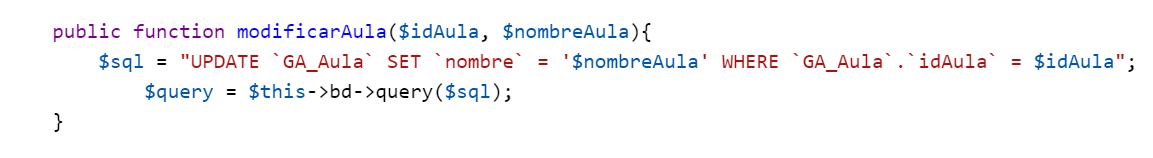 public function modificarAula($idAula, $nombreAula){
$sql = "UPDATE `GA_Aula` SET `nombre` = '$nombreAula' WHERE `GA_Aula`.`idAula` = $idAula";
$query = $this->bd->query($sql);
}